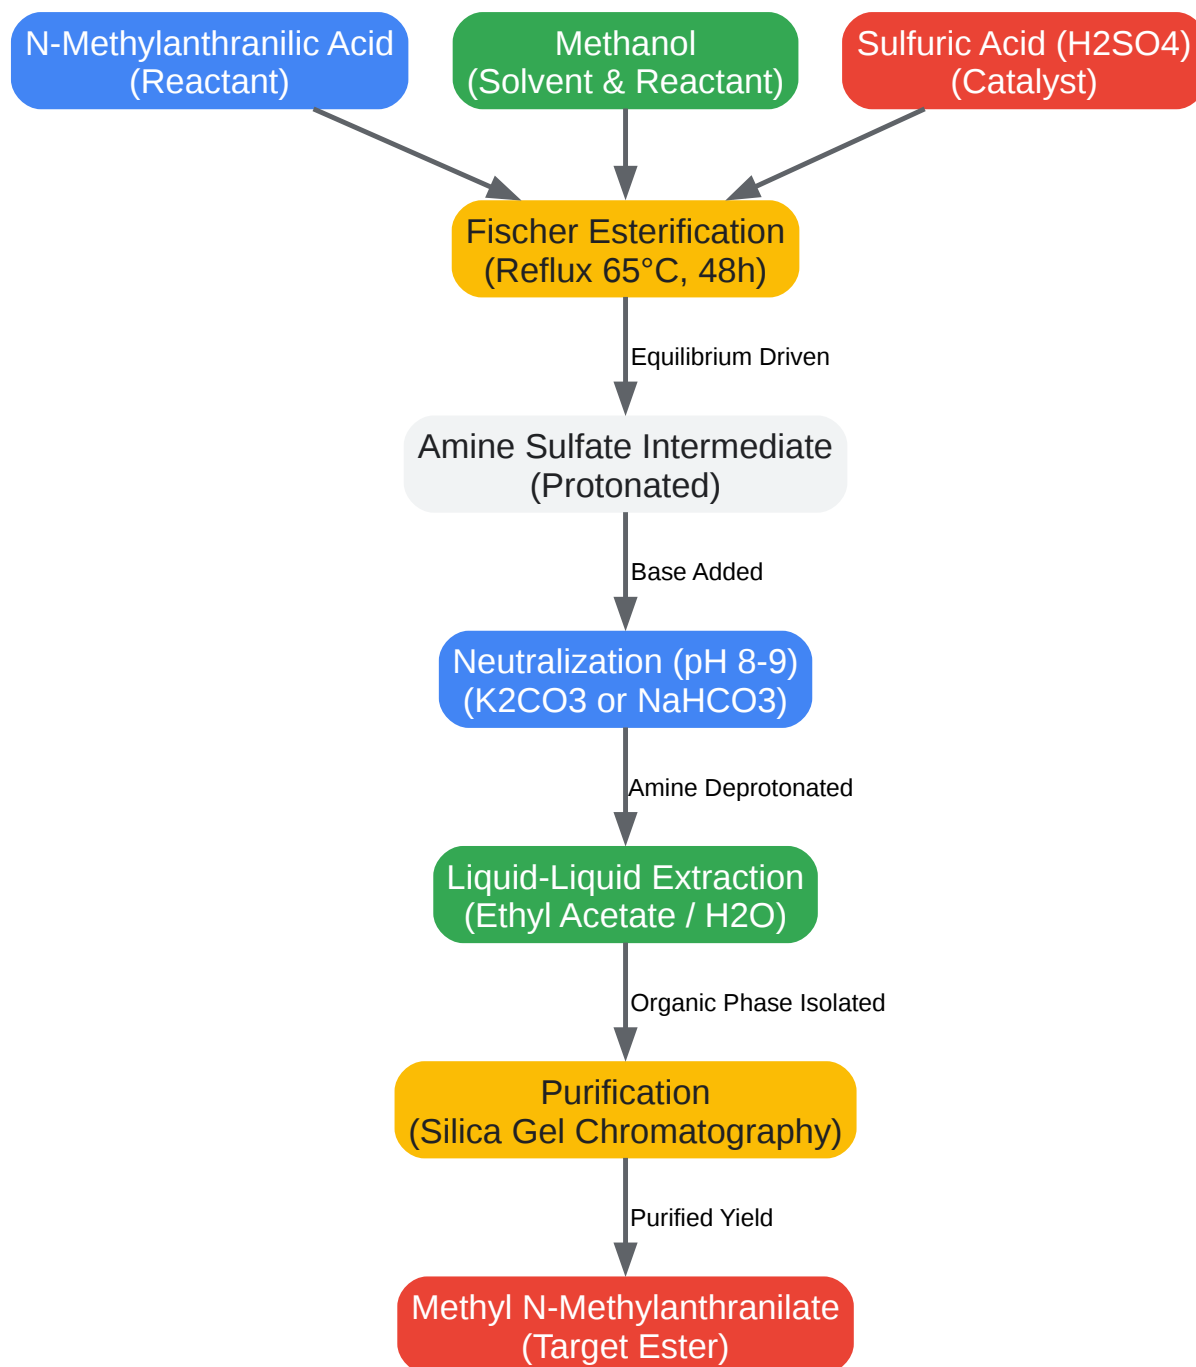 N-Methylanthranilic Acid
(Reactant)
Methanol
(Solvent & Reactant)
Sulfuric Acid (H2SO4)
(Catalyst)
Fischer Esterification
(Reflux 65°C, 48h)
Equilibrium Driven
Amine Sulfate Intermediate
(Protonated)
Base Added
Neutralization (pH 8-9)
(K2CO3 or NaHCO3)
Amine Deprotonated
Liquid-Liquid Extraction
(Ethyl Acetate / H2O)
Organic Phase Isolated
Purification
(Silica Gel Chromatography)
Purified Yield
Methyl N-Methylanthranilate
(Target Ester)